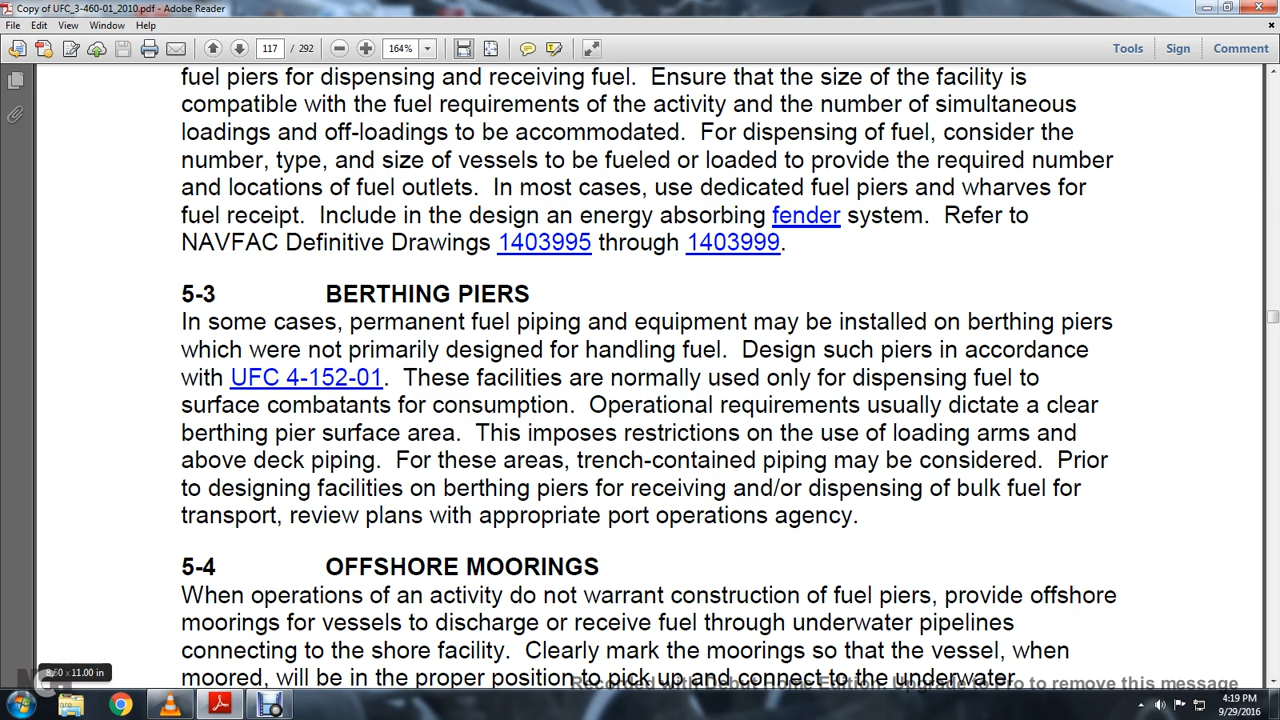 Copy of UFC_3-460-01_2010.pdf - Adobe Reader
File Edit View Window Help
117 / 292 164% Tools Sign Comment
fuel piers for dispensing and receiving fuel. Ensure that the size of the facility is
compatible with the fuel requirements of the activity and the number of simultaneous
loadings and off-loadings to be accommodated. For dispensing of fuel, consider the
number, type, and size of vessels to be fueled or loaded to provide the required number
and locations of fuel outlets. In most cases, use dedicated fuel piers and wharves for
fuel receipt. Include in the design an energy absorbing fender system. Refer to
NAVFAC Definitive Drawings 1403995 through 1403999.
5-3 BERTHING PIERS
In some cases, permanent fuel piping and equipment may be installed on berthing piers
which were not primarily designed for handling fuel. Design such piers in accordance
with UFC 4-152-01. These facilities are normally used only for dispensing fuel to
surface combatants for consumption. Operational requirements usually dictate a clear
berthing pier surface area. This imposes restrictions on the use of loading arms and
above deck piping. For these areas, trench-contained piping may be considered. Prior
to designing facilities on berthing piers for receiving and/or dispensing of bulk fuel for
transport, review plans with appropriate port operations agency.
5-4 OFFSHORE MOORINGS
When operations of an activity do not warrant construction of fuel piers, provide offshore
moorings for vessels to discharge or receive fuel through underwater pipelines
connecting to the shore facility. Clearly mark the moorings so that the vessel, when
moored, will be in the proper position to pick up and connect to the underwater
8.50 x 11.00 in
Recorded with Debut Home Edition. Upgrade to Pro to remove this message
4:19 PM
9/29/2016